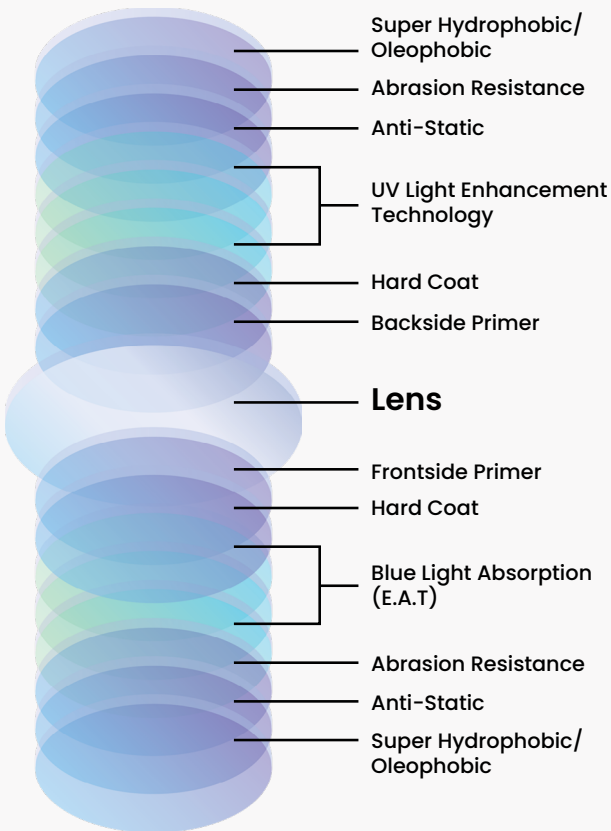 Super Hydrophobic/
Oleophobic
Abrasion Resistance
Anti-Static
UV Light Enhancement
Technology
Hard Coat
Backside Primer
Lens
Frontside Primer
Hard Coat
Blue Light Absorption
(E.A.T)
Abrasion Resistance
Anti-Static
Super Hydrophobic/
Oleophobic